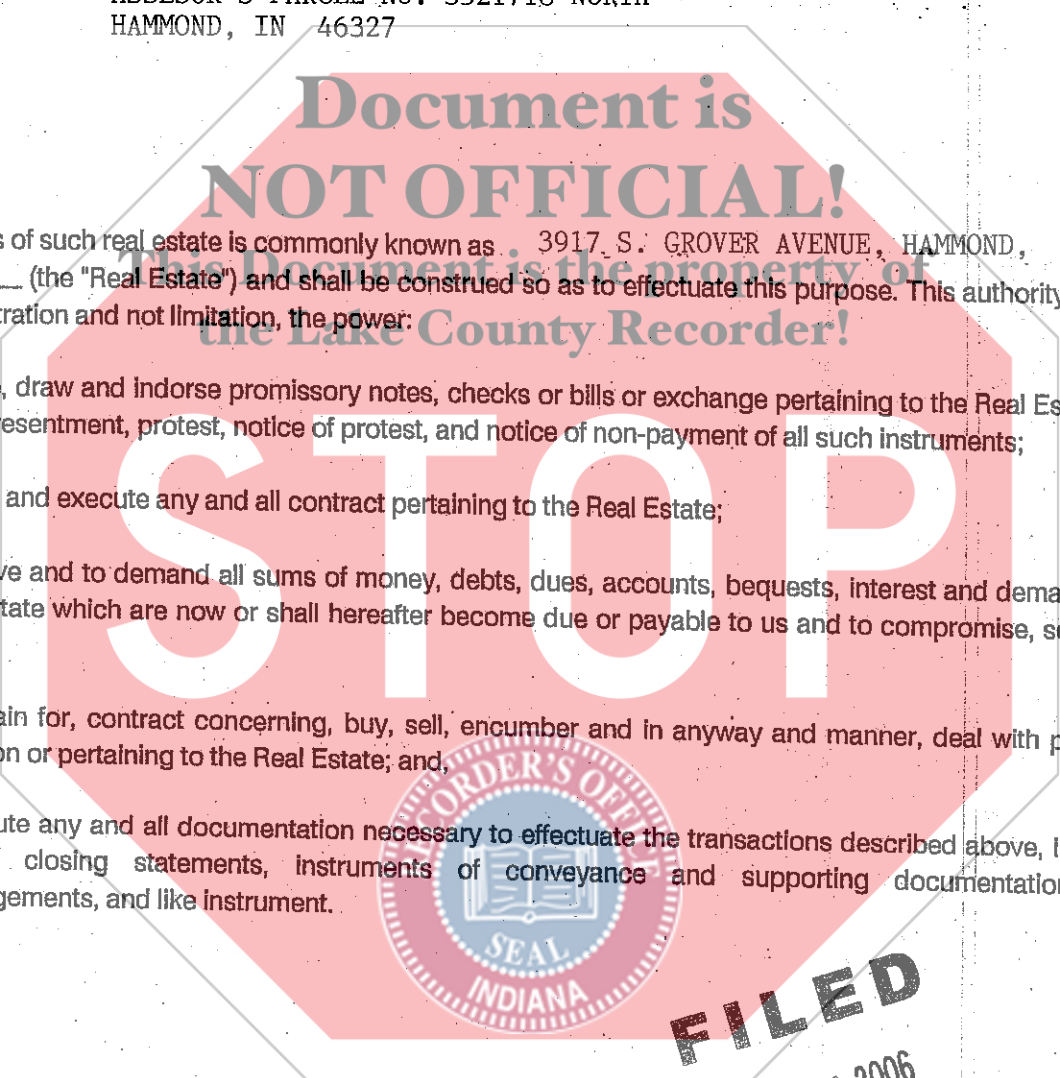 HAMMOND, IN 46327
Document is
NOT OFFICIAL!
of such real estate is commonly known as 3917 S. GROVER AVENUE, HAMMOND,
This Document is the property of
(the "Real Estate") and shall be construed so as to effectuate this purpose. This authority
and not limitation, the power:
the Lake County Recorder!
, draw and indorse promissory notes, checks or bills or exchange pertaining to the Real Es
protest, notice of protest, and notice of non-payment of all such instruments;
STOP
and execute any and all contract pertaining to the Real Estate;
and to demand all sums of money, debts, dues, accounts, bequests, interest and dema
which are now or shall hereafter become due or payable to us and to compromise,
for, contract concerning, buy, sell, encumber and in anyway and manner, deal with
or pertaining to the Real Estate; and,
RECORDER'S OFFICE
any and all documentation necessary to effectuate the transactions described above,
closing statements, instruments of conveyance and supporting documentation
gements, and like instrument.
SEAL
INDIANA
FILED
2006